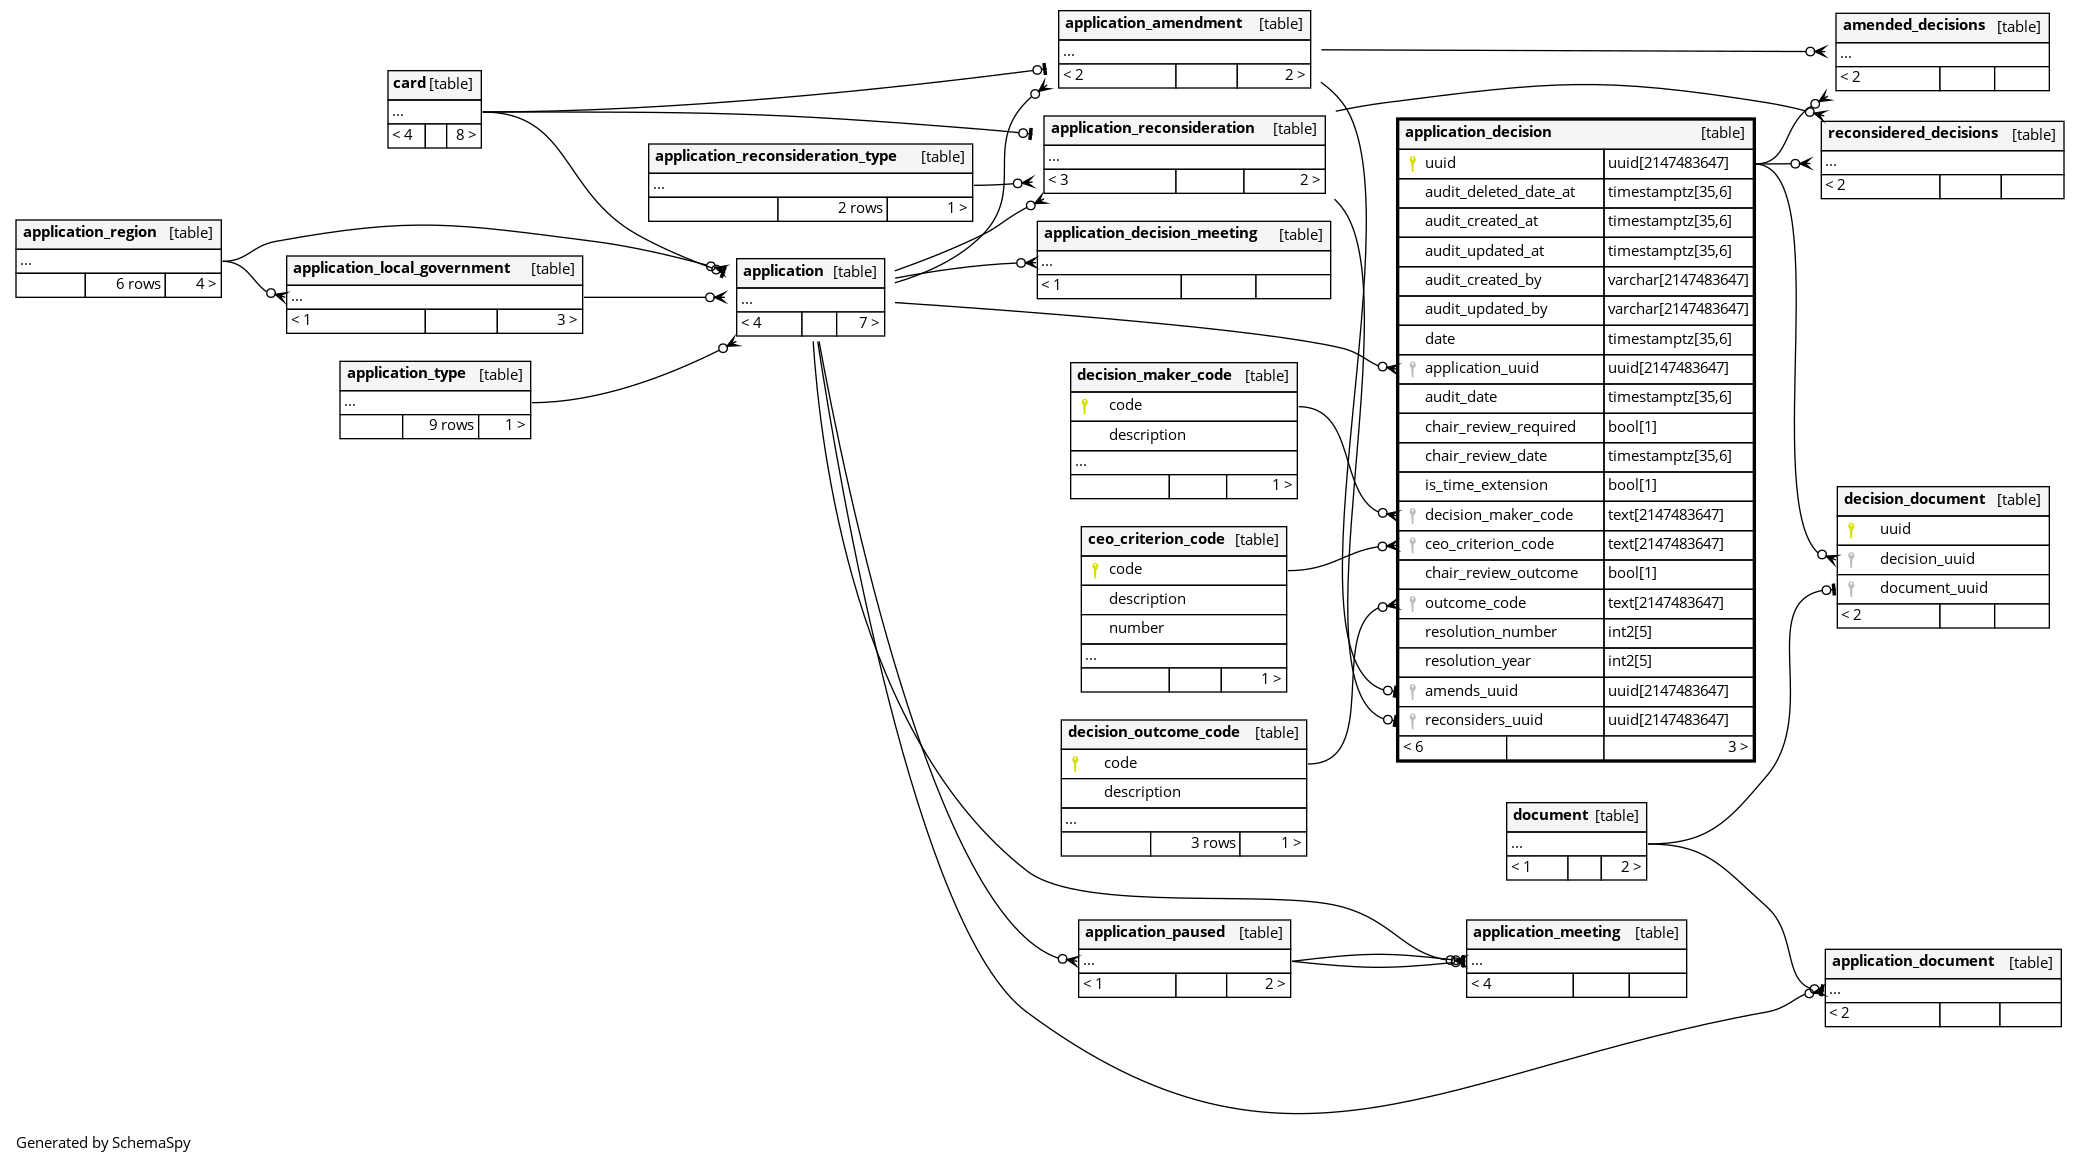 application_amendment [table]
...
< 2 2 >
amended_decisions [table]
...
< 2
card [table]
...
< 4 8 >
application_reconsideration [table]
...
< 3 2 >
application_reconsideration_type [table]
...
2 rows 1 >
reconsidered_decisions [table]
...
< 2
application_region [table]
...
6 rows 4 >
application_local_government [table]
...
< 1 3 >
application [table]
...
< 4 7 >
application_decision_meeting [table]
...
< 1
application_type [table]
...
9 rows 1 >
decision_maker_code [table]
code
description
...
1 >
ceo_criterion_code [table]
code
description
number
...
1 >
decision_outcome_code [table]
code
description
...
3 rows 1 >
application_decision [table]
uuid uuid[2147483647]
audit_deleted_date_at timestamptz[35,6]
audit_created_at timestamptz[35,6]
audit_updated_at timestamptz[35,6]
audit_created_by varchar[2147483647]
audit_updated_by varchar[2147483647]
date timestamptz[35,6]
application_uuid uuid[2147483647]
audit_date timestamptz[35,6]
chair_review_required bool[1]
chair_review_date timestamptz[35,6]
is_time_extension bool[1]
decision_maker_code text[2147483647]
ceo_criterion_code text[2147483647]
chair_review_outcome bool[1]
outcome_code text[2147483647]
resolution_number int2[5]
resolution_year int2[5]
amends_uuid uuid[2147483647]
reconsiders_uuid uuid[2147483647]
< 6 3 >
decision_document [table]
uuid
decision_uuid
document_uuid
< 2
document [table]
...
< 1 2 >
application_paused [table]
...
< 1 2 >
application_meeting [table]
...
< 4
application_document [table]
...
< 2
Generated by SchemaSpy